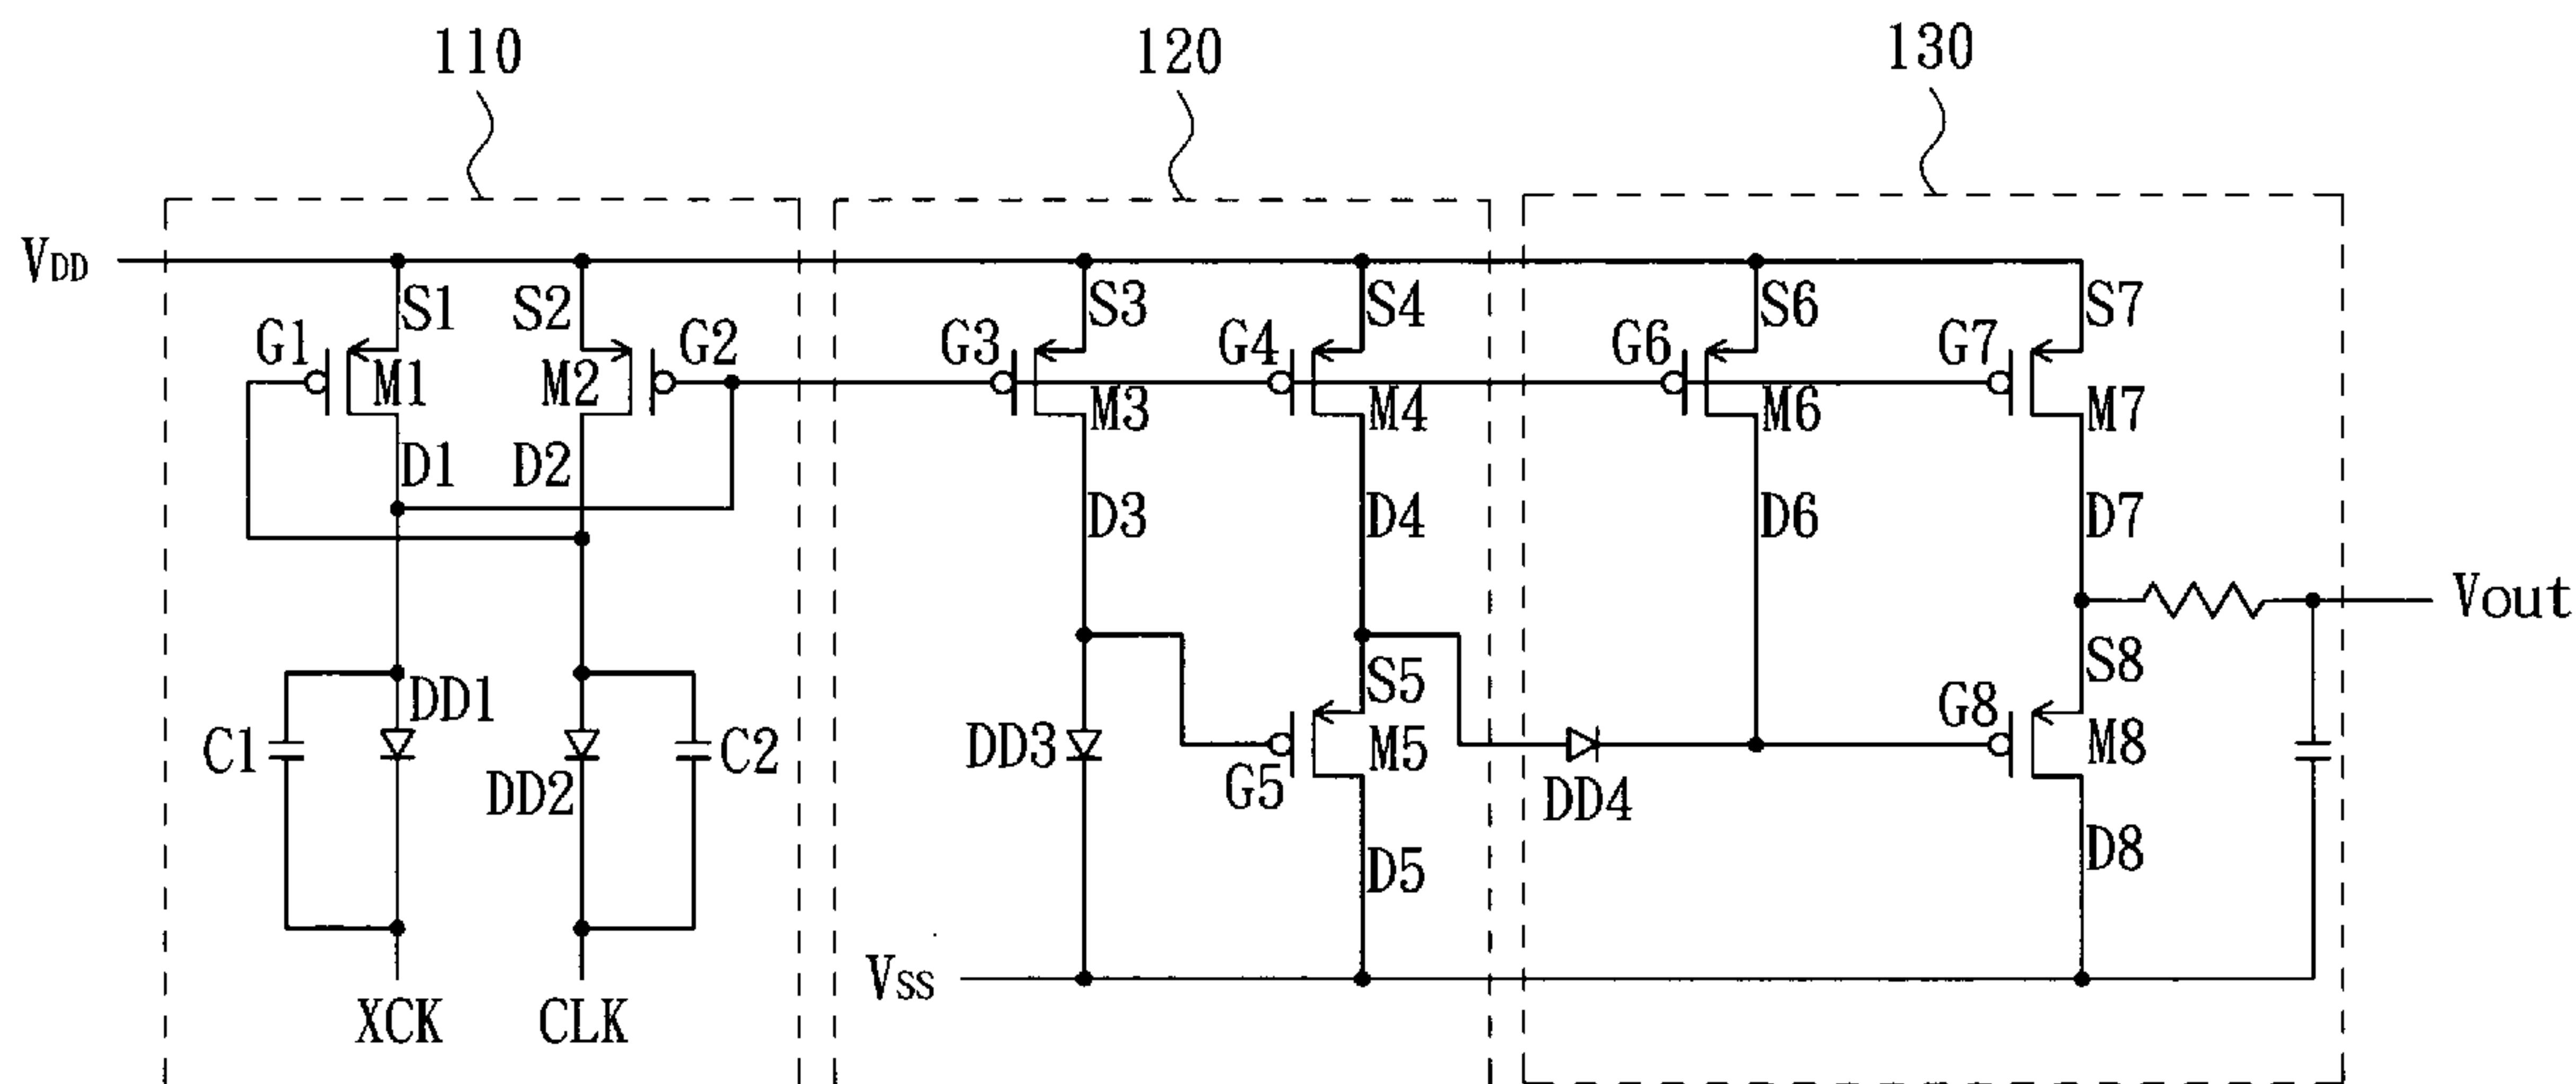 110
120
130
VDD
S1
S2
S3
S4
S6
S7
G1
M1
M2
G2
G3
M3
G4
M4
G6
M6
G7
M7
D1
D2
D3
D4
D6
D7
Vout
C1
DD1
DD2
C2
DD3
G5
S5
M5
DD4
G8
S8
M8
D5
D8
VSS
XCK
CLK